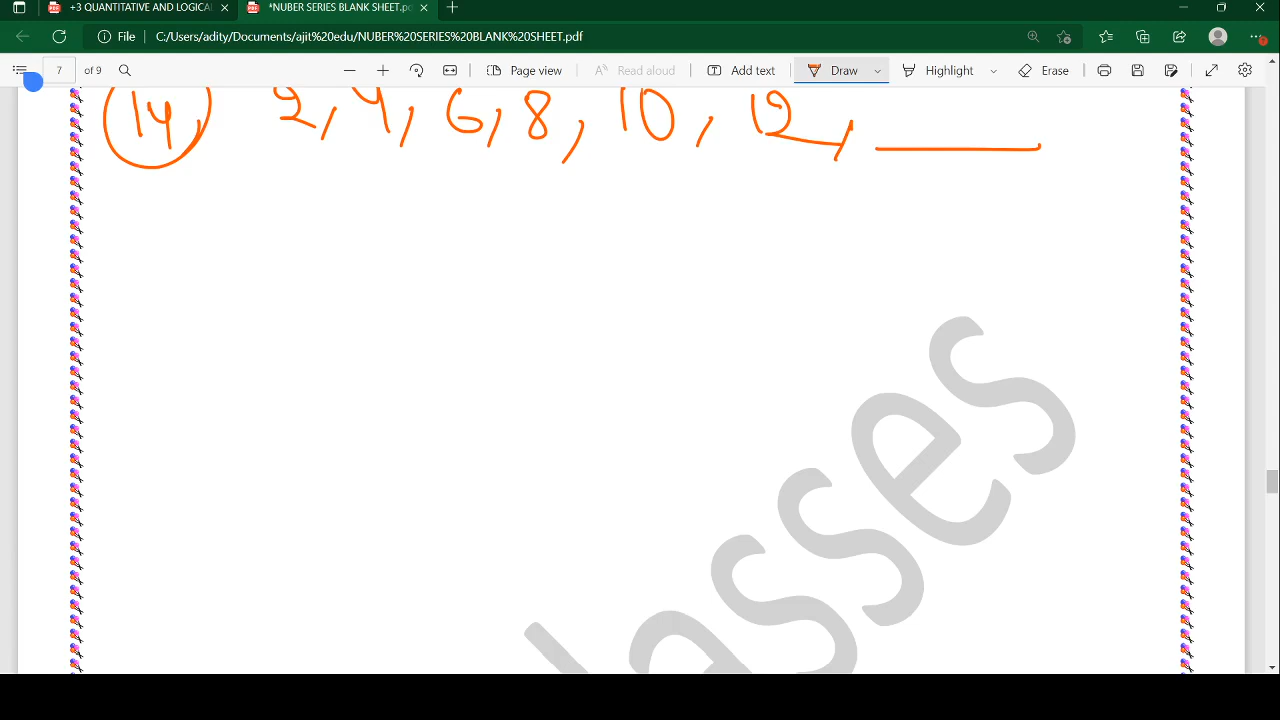 +3 QUANTITATIVE AND LOGICAL
*NUBER SERIES BLANK SHEET.pd
File
C:/Users/adity/Documents/ajit%20edu/NUBER%20SERIES%20BLANK%20SHEET.pdf
7 of 9
Page view
Read aloud
Add text
Draw
Highlight
Erase
14 2, 4, 6, 8, 10, 12, ____
lasses